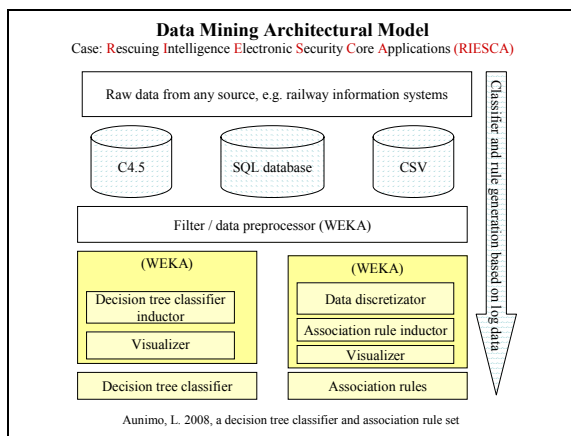 Data Mining Architectural Model
Case: Rescuing Intelligence Electronic Security Core Applications (RIESCA)
Raw data from any source, e.g. railway information systems
C4.5
SQL database
CSV
Filter / data preprocessor (WEKA)
(WEKA)
Decision tree classifier
inductor
Visualizer
Decision tree classifier
(WEKA)
Data discretizator
Association rule inductor
Visualizer
Association rules
Classifier and rule generation based on log data
Aunimo, L. 2008, a decision tree classifier and association rule set